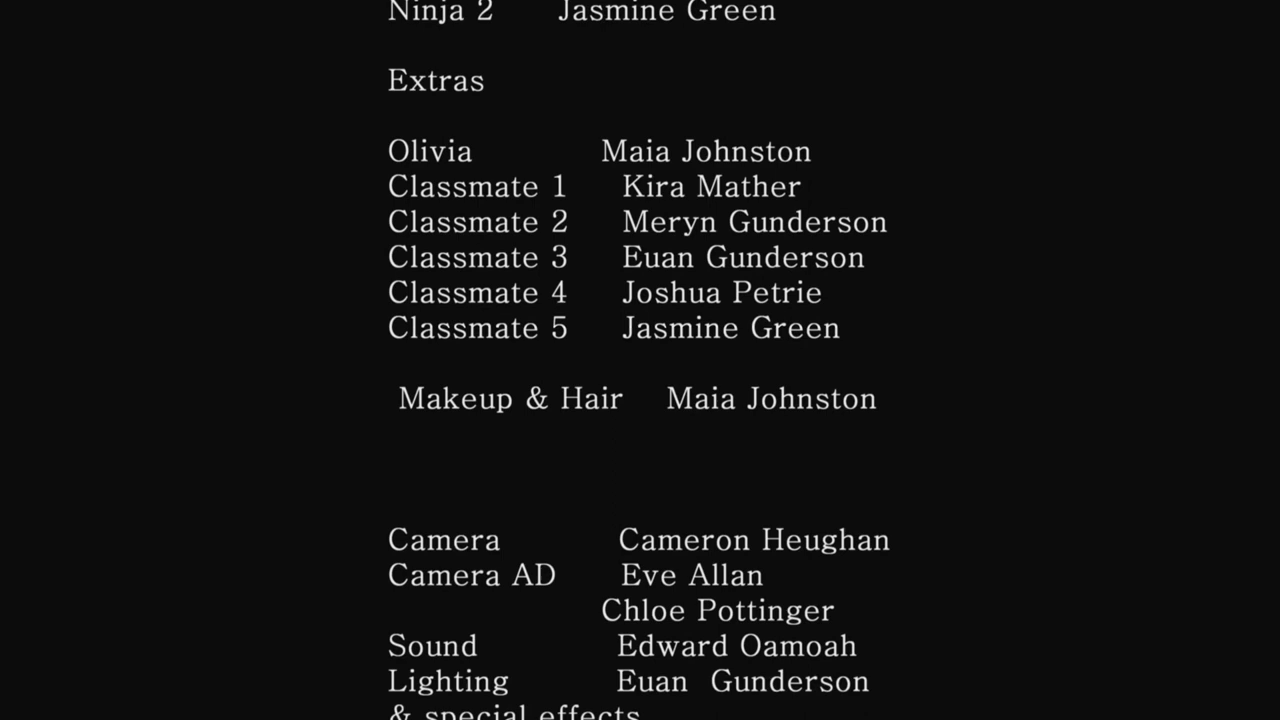 Ninja 2 Jasmine Green
Extras
Olivia Maia Johnston
Classmate 1 Kira Mather
Classmate 2 Meryn Gunderson
Classmate 3 Euan Gunderson
Classmate 4 Joshua Petrie
Classmate 5 Jasmine Green
Makeup & Hair Maia Johnston
Camera Cameron Heughan
Camera AD Eve Allan
Chloe Pottinger
Sound Edward Oamoah
Lighting Euan Gunderson
& special effects